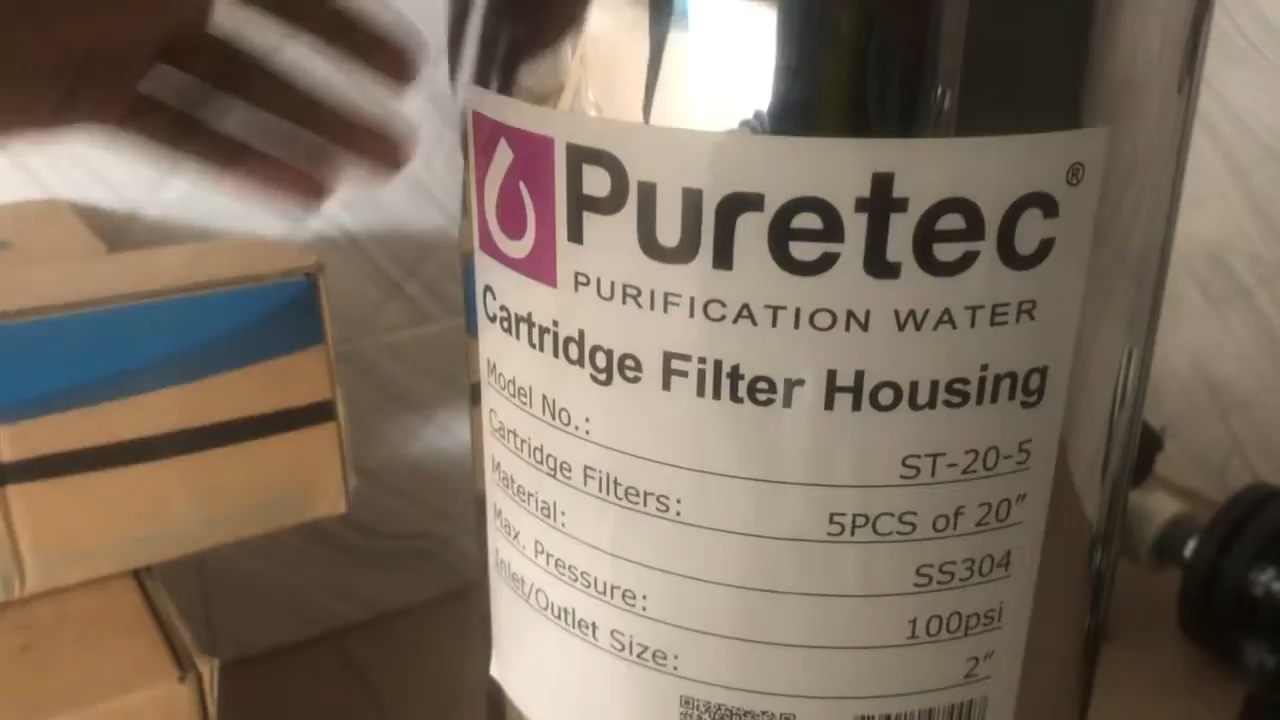 Puretec®
PURIFICATION WATER
Cartridge Filter Housing
Model No.: ST-20-5
Cartridge Filters: 5PCS of 20”
Material: SS304
Max. Pressure: 100psi
Inlet/Outlet Size: 2”